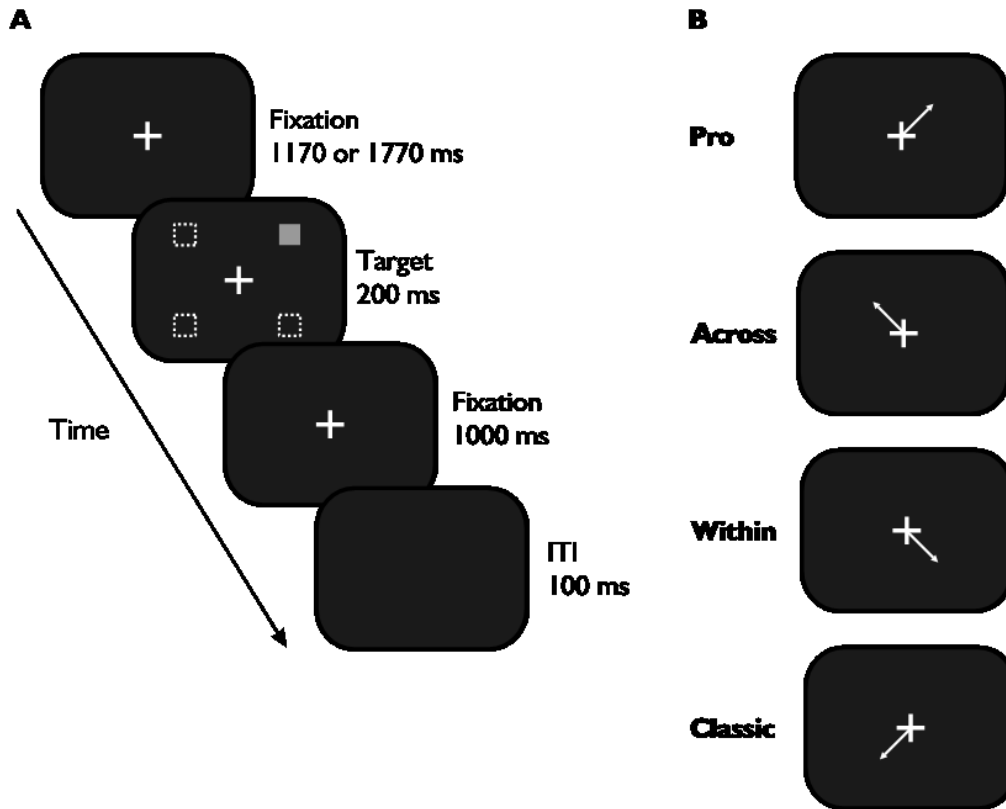 A
Fixation
1170 or 1770 ms
Target
200 ms
Fixation
1000 ms
Time
ITI
100 ms
B
Pro
Across
Within
Classic